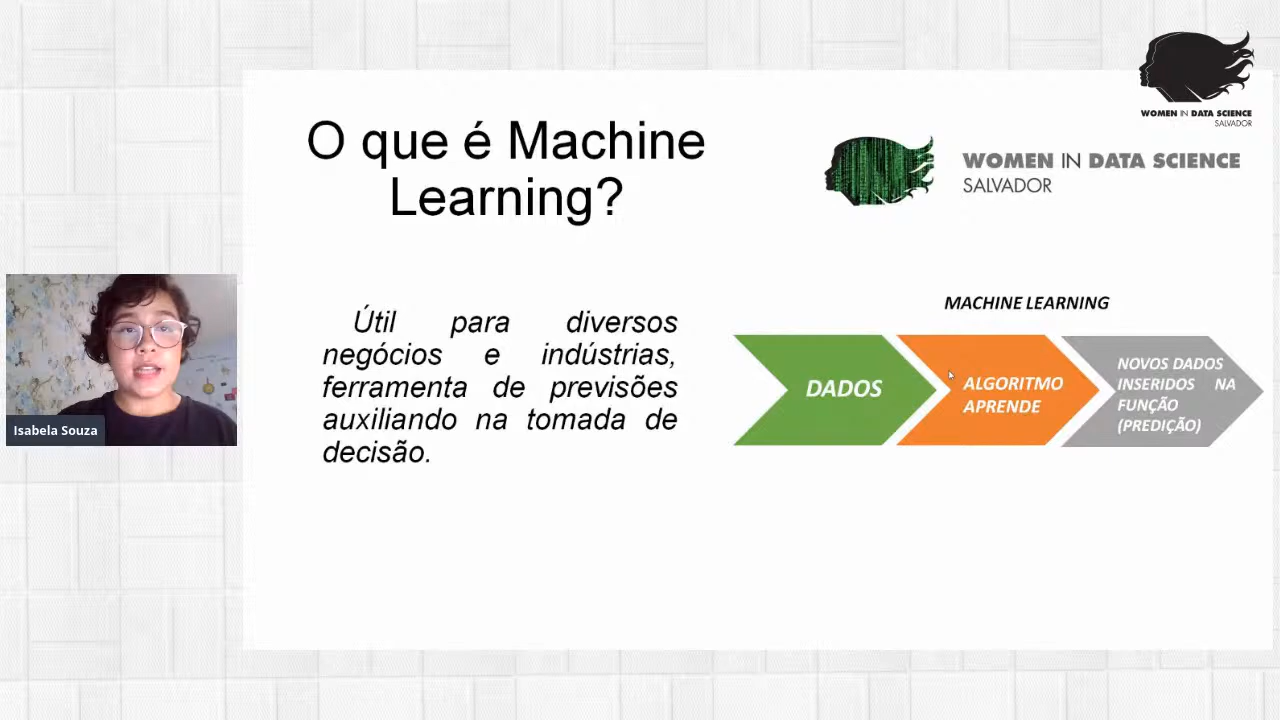 WOMEN IN DATA SCIENCE
SALVADOR
O que é Machine
Learning?
WOMEN IN DATA SCIENCE
SALVADOR
Útil para diversos
negócios e indústrias,
ferramenta de previsões
auxiliando na tomada de
decisão.
MACHINE LEARNING
DADOS
ALGORITMO
APRENDE
NOVOS DADOS
INSERIDOS NA
FUNÇÃO
(PREDIÇÃO)
Isabela Souza